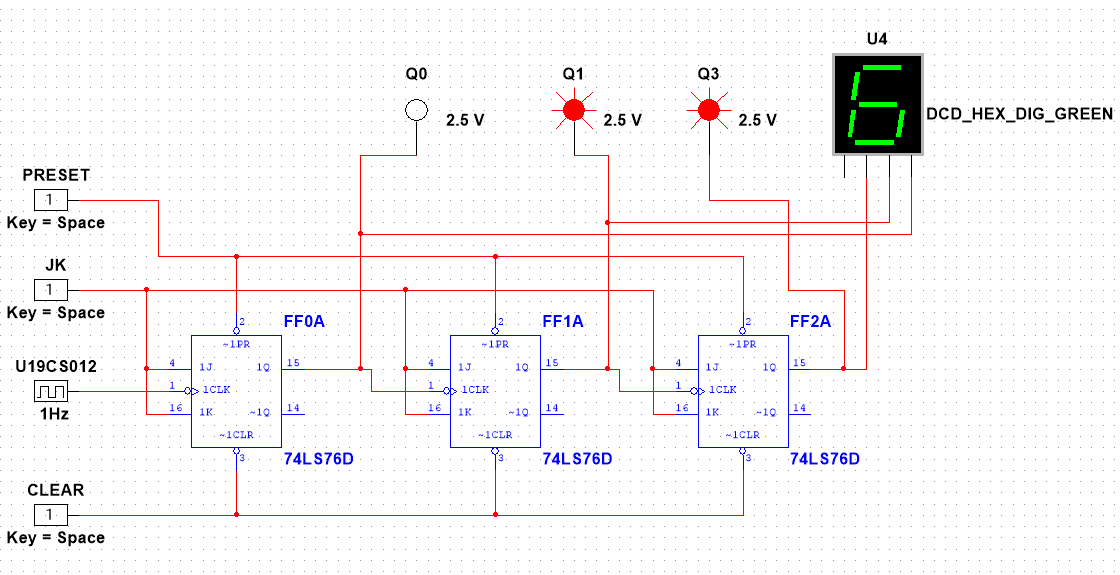 U4
Q0
Q1
Q3
2.5 V
2.5 V
2.5 V
DCD_HEX_DIG_GREEN
6
PRESET
1
Key = Space
JK
1
Key = Space
2
FF0A
2
FF1A
2
FF2A
~1PR
~1PR
~1PR
U19CS012
1Hz
4
1J
1Q
15
4
1J
1Q
15
4
1J
1Q
15
1
1CLK
1
1CLK
1
1CLK
16
1K
~1Q
14
16
1K
~1Q
14
16
1K
~1Q
14
~1CLR
~1CLR
~1CLR
3
74LS76D
3
74LS76D
3
74LS76D
CLEAR
1
Key = Space